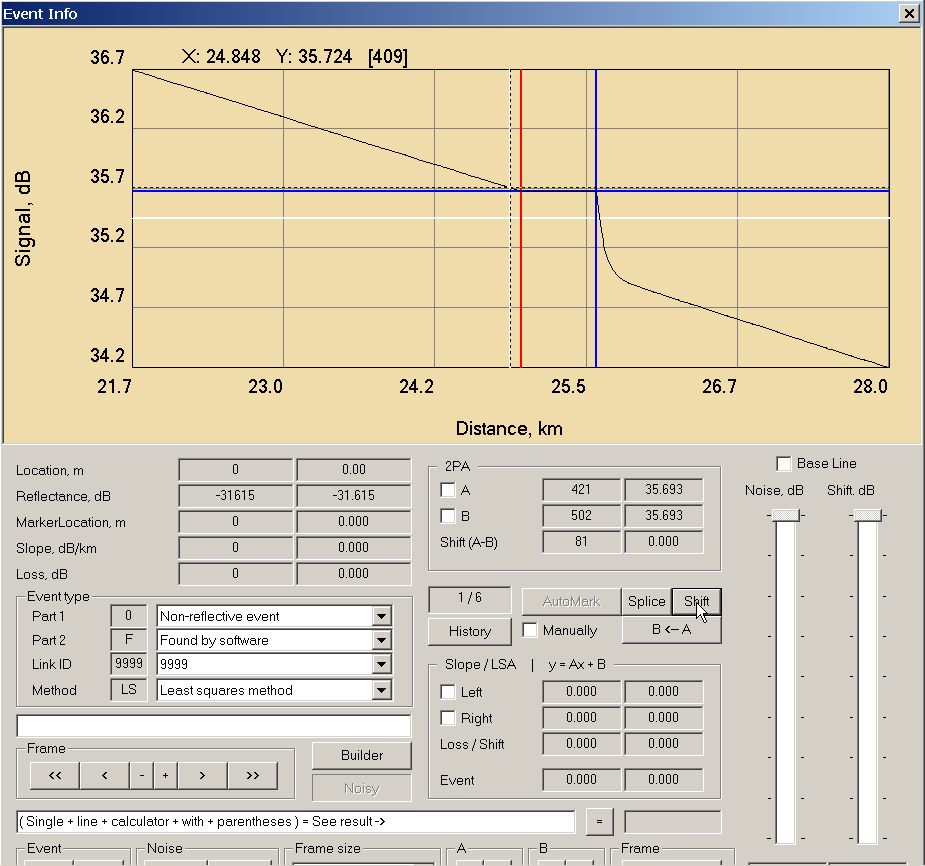 Event Info
X: 24.848 Y: 35.724 [409]
36.7
36.2
35.7
35.2
34.7
34.2
Signal, dB
21.7 23.0 24.2 25.5 26.7 28.0
Distance, km
Location, m 0 0.00
Reflectance, dB -31615 -31.615
MarkerLocation, m 0 0.000
Slope, dB/km 0 0.000
Loss, dB 0 0.000
Event type
Part 1 0 Non-reflective event
Part 2 F Found by software
Link ID 9999 9999
Method LS Least squares method
Frame
<< < - + > >>
Builder
Noisy
2PA
A 421 35.693
B 502 35.693
Shift (A-B) 81 0.000
1 / 6 AutoMark Splice Shift
History Manually B <-- A
Slope / LSA | y = Ax + B
Left 0.000 0.000
Right 0.000 0.000
Loss / Shift 0.000 0.000
Event 0.000 0.000
Base Line
Noise, dB Shift. dB
( Single + line + calculator + with + parentheses ) = See result -> =
Event Noise Frame size A B Frame